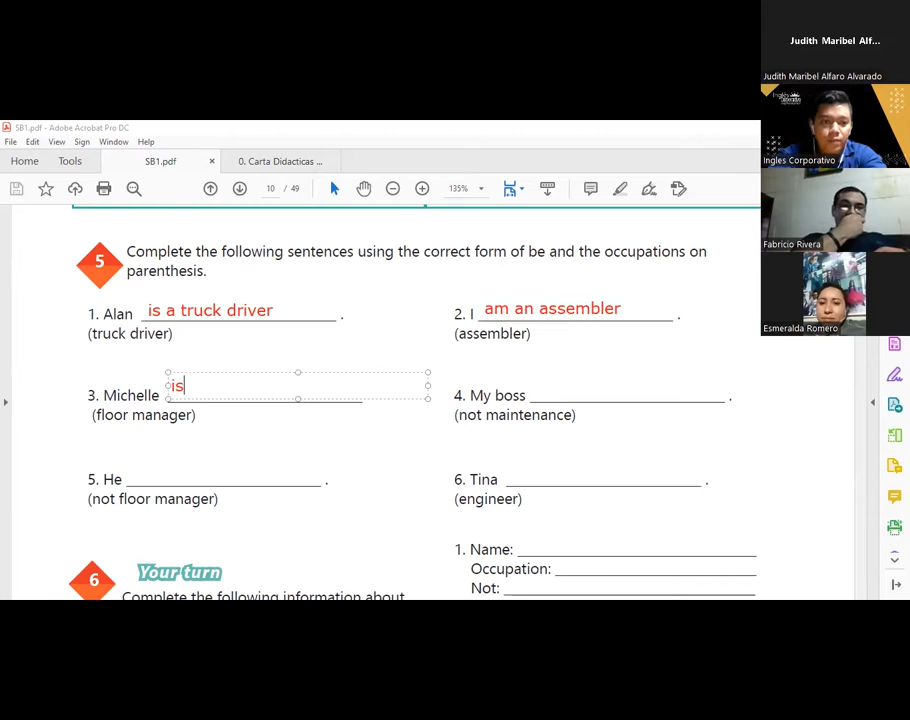 Judith Maribel Alf...
Judith Maribel Alfaro Alvarado
Ingles Corporativo
Fabricio Rivera
Esmeralda Romero
SB1.pdf - Adobe Acrobat Pro DC
File Edit View Sign Window Help
Home Tools SB1.pdf × 0. Carta Didacticas ...
10 / 49 135%
5 Complete the following sentences using the correct form of be and the occupations on
parenthesis.
1. Alan is a truck driver .
(truck driver)
2. I am an assembler .
(assembler)
3. Michelle is
(floor manager)
4. My boss .
(not maintenance)
5. He .
(not floor manager)
6. Tina .
(engineer)
6 Your turn
Complete the following information about
1. Name:
Occupation:
Not: